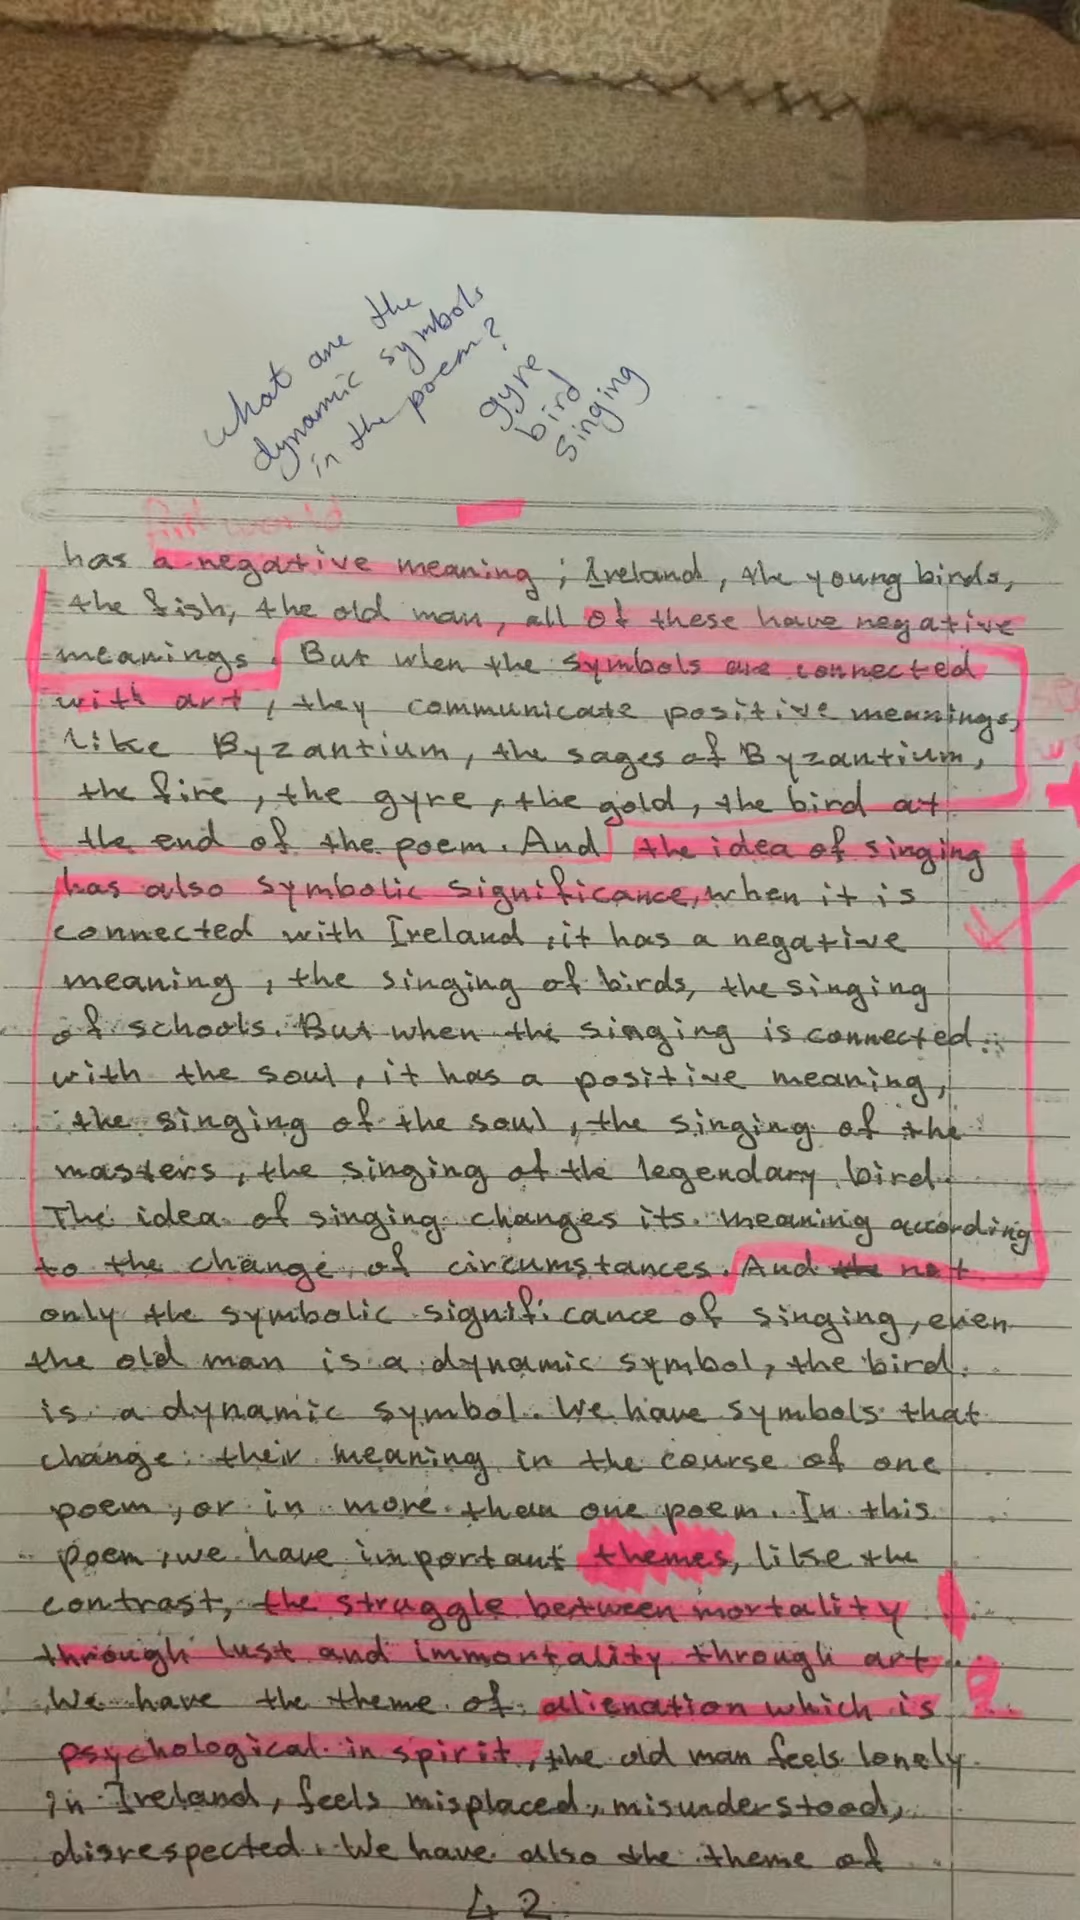 what are the
dynamic symbols
in the poem?
gyre
bird
singing
first world
has a negative meaning; Ireland, the young birds,
the fish, the old man, all of these have negative
meanings. But when the symbols are connected
with art, they communicate positive meanings,
like Byzantium, the sages of Byzantium,
the fire, the gyre, the gold, the bird at
the end of the poem. And the idea of singing
has also symbolic significance, when it is
connected with Ireland, it has a negative
meaning, the singing of birds, the singing
of schools. But when the singing is connected
with the soul, it has a positive meaning,
the singing of the soul, the singing of the
masters, the singing of the legendary bird.
The idea of singing changes its meaning according
to the change of circumstances. And the not
only the symbolic significance of singing, even
the old man is a dynamic symbol, the bird
is a dynamic symbol. We have symbols that
change their meaning in the course of one
poem, or in more than one poem. In this
poem, we have important themes, like the
contrast, the struggle between mortality 1
through lust and immortality through art.
We have the theme of alienation which is 2
psychological in spirit, the old man feels lonely
in Ireland, feels misplaced, misunderstood,
disrespected. We have also the theme of
42